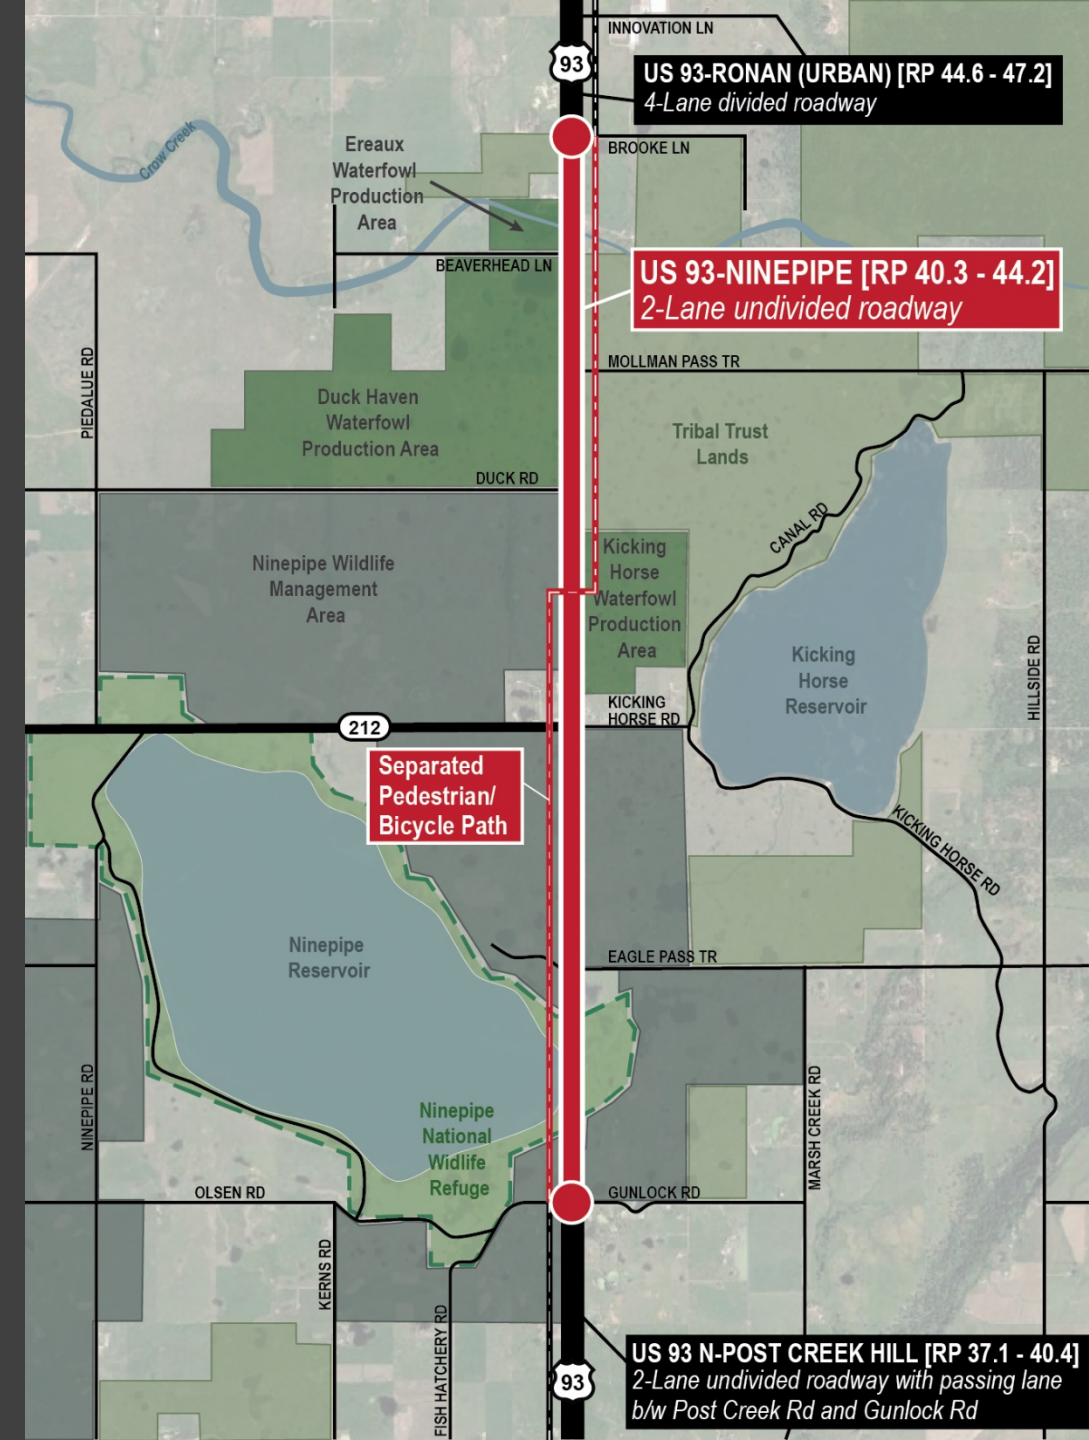 INNOVATION LN
93
US 93-RONAN (URBAN) [RP 44.6 - 47.2]
4-Lane divided roadway
Crow Creek
BROOKE LN
Ereaux
Waterfowl
Production
Area
BEAVERHEAD LN
US 93-NINEPIPE [RP 40.3 - 44.2]
2-Lane undivided roadway
PIEDALUE RD
MOLLMAN PASS TR
Duck Haven
Waterfowl
Production Area
Tribal Trust
Lands
DUCK RD
CANAL RD
Ninepipe Wildlife
Management
Area
Kicking
Horse
Waterfowl
Production
Area
Kicking
Horse
Reservoir
HILLSIDE RD
KICKING
HORSE RD
212
Separated
Pedestrian/
Bicycle Path
KICKING HORSE RD
Ninepipe
Reservoir
EAGLE PASS TR
NINEPIPE RD
MARSH CREEK RD
Ninepipe
National
Widlife
Refuge
OLSEN RD
GUNLOCK RD
KERNS RD
FISH HATCHERY RD
93
US 93 N-POST CREEK HILL [RP 37.1 - 40.4]
2-Lane undivided roadway with passing lane
b/w Post Creek Rd and Gunlock Rd